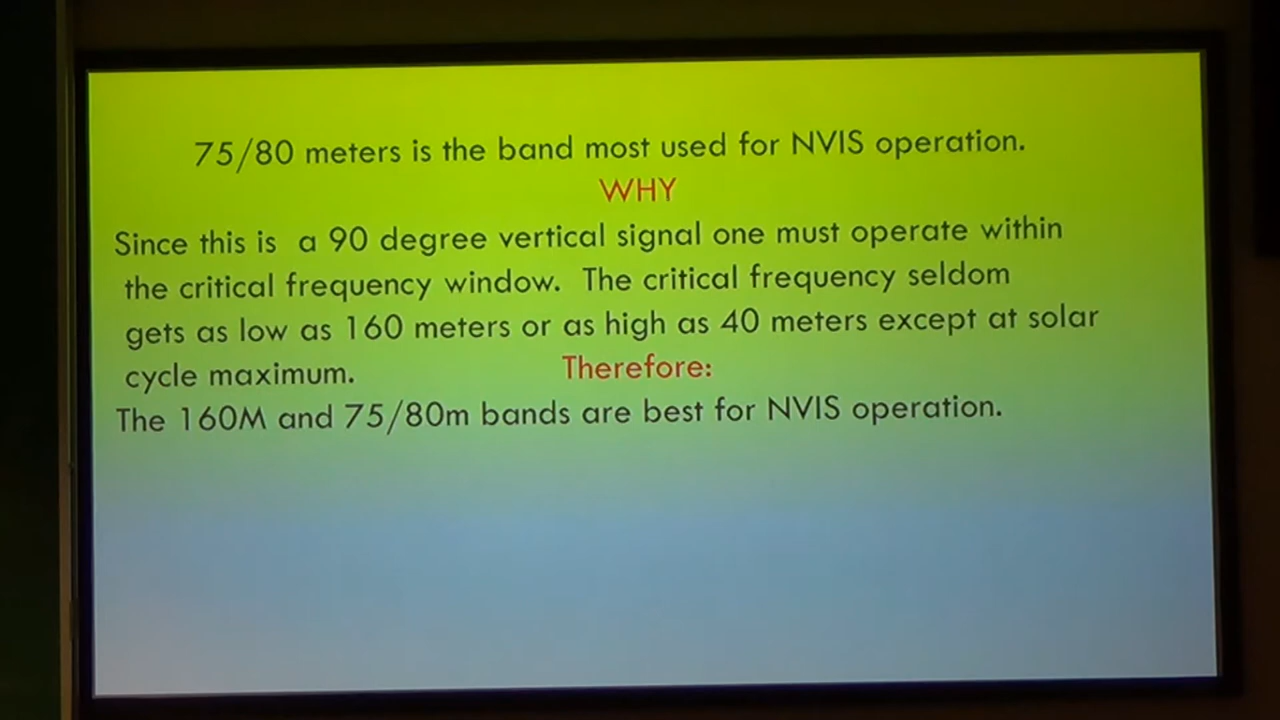 75/80 meters is the band most used for NVIS operation.
WHY
Since this is a 90 degree vertical signal one must operate within
the critical frequency window. The critical frequency seldom
gets as low as 160 meters or as high as 40 meters except at solar
cycle maximum. Therefore:
The 160M and 75/80m bands are best for NVIS operation.